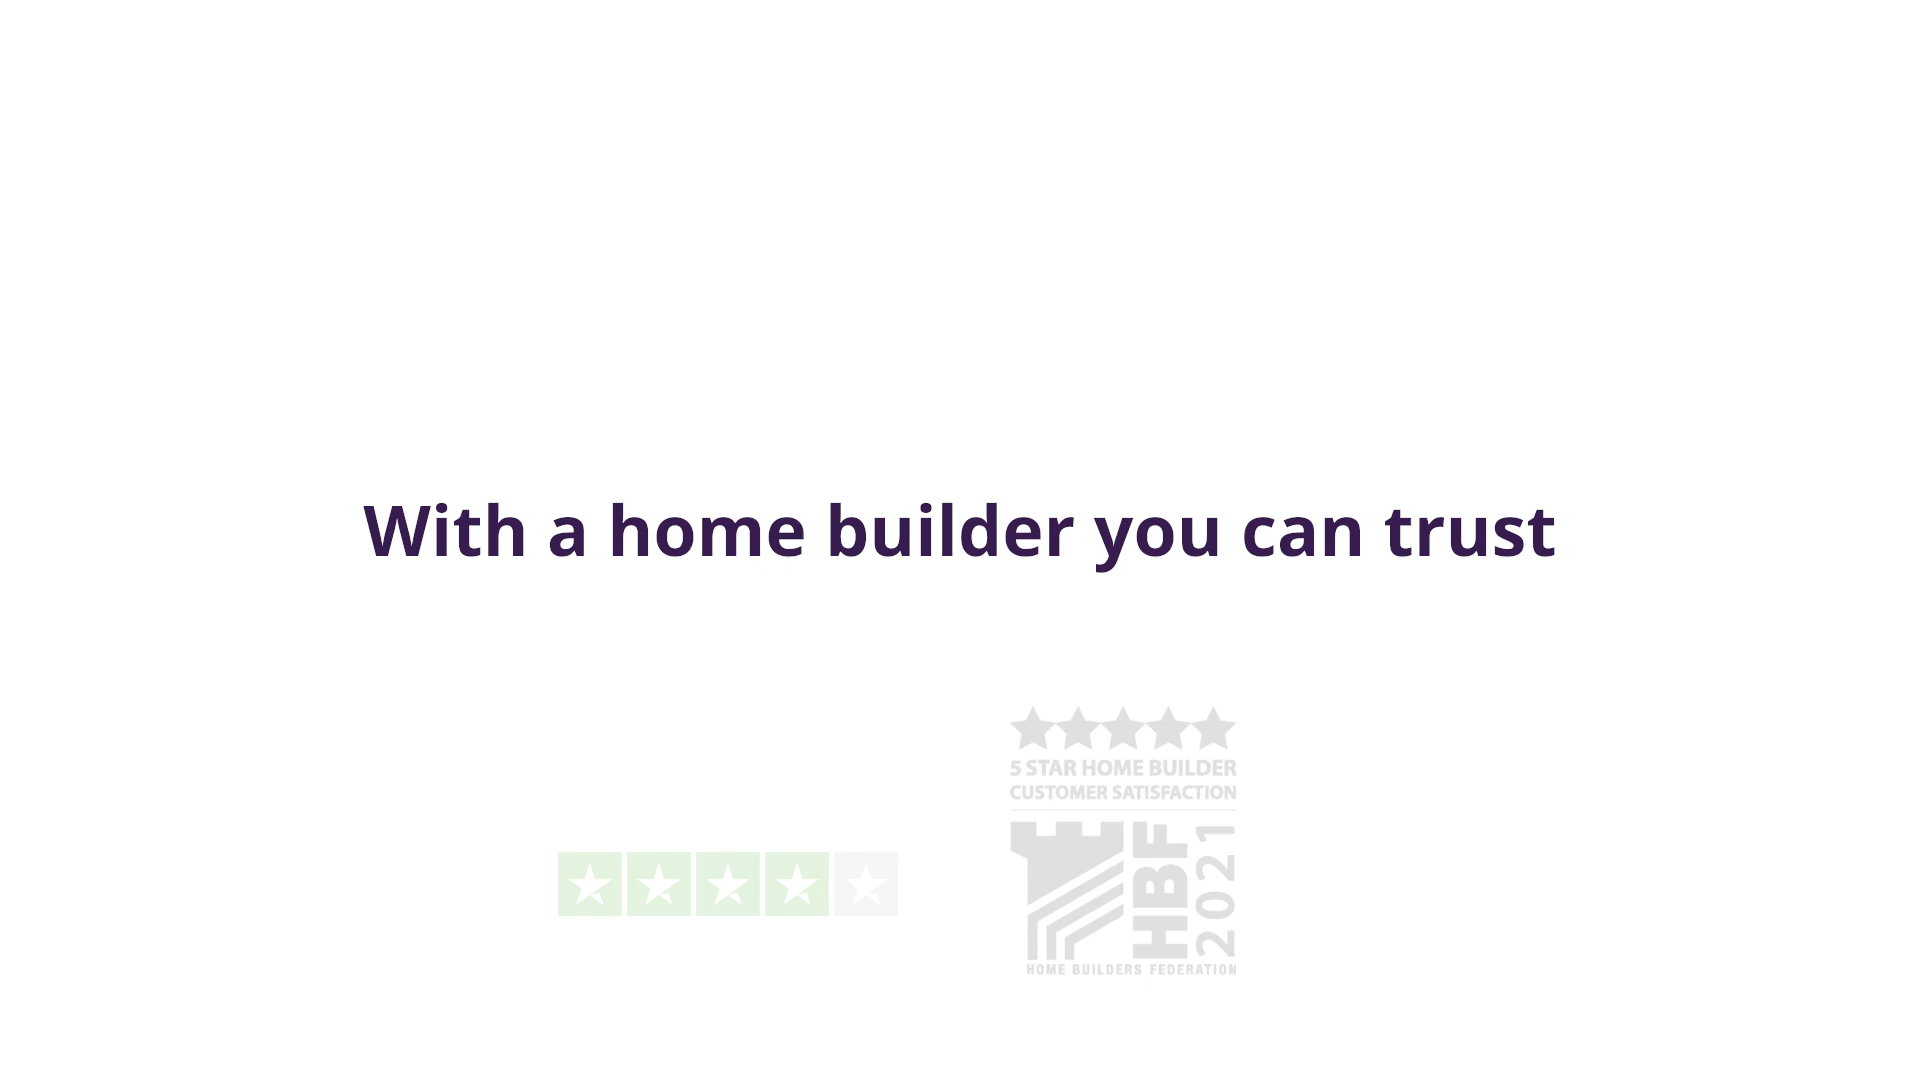 With a home builder you can trust
5 STAR HOME BUILDER
CUSTOMER SATISFACTION
HBF
2021
HOME BUILDERS FEDERATION